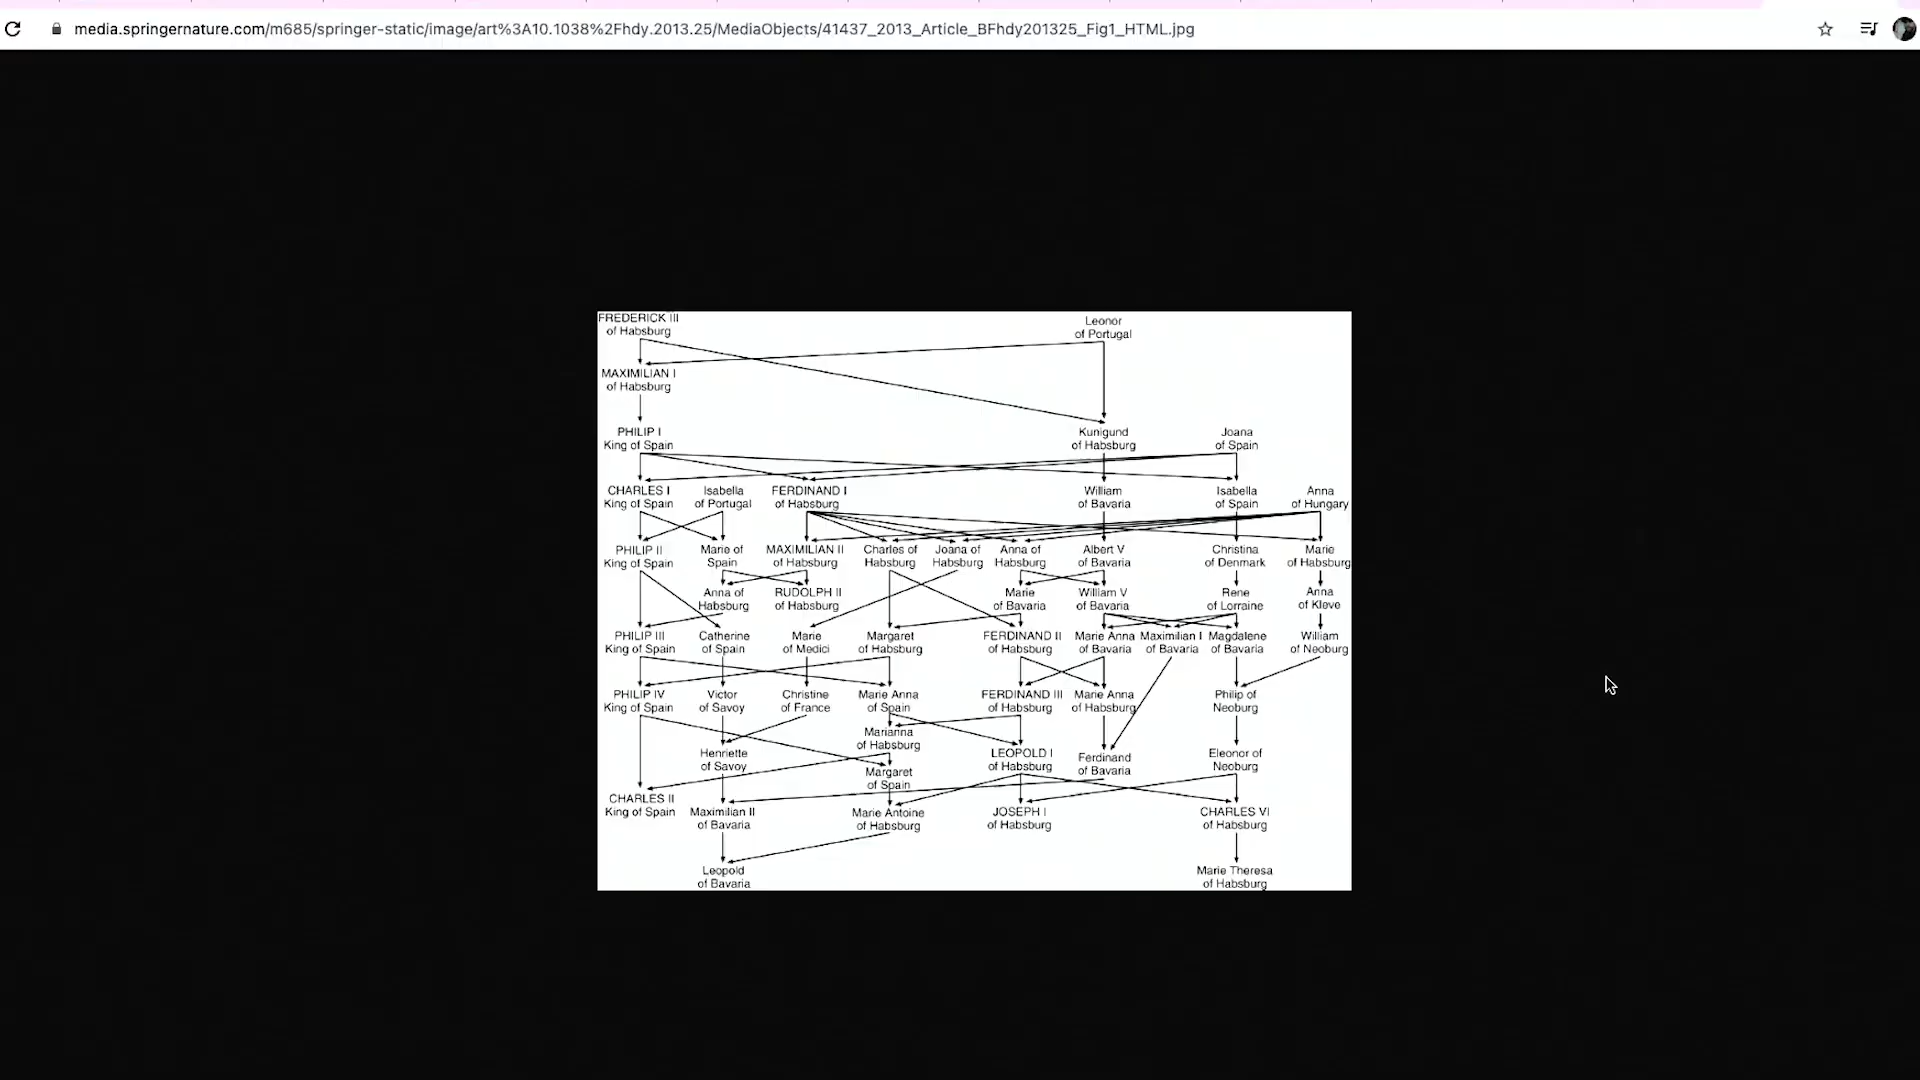 media.springernature.com/m685/springer-static/image/art%3A10.1038%2Fhdy.2013.25/MediaObjects/41437_2013_Article_BFhdy201325_Fig1_HTML.jpg
FREDERICK III
of Habsburg
Leonor
of Portugal
MAXIMILIAN I
of Habsburg
PHILIP I
King of Spain
Kunigund
of Habsburg
Joana
of Spain
CHARLES I
King of Spain
Isabella
of Portugal
FERDINAND I
of Habsburg
William
of Bavaria
Isabella
of Spain
Anna
of Hungary
PHILIP II
King of Spain
Marie of
Spain
MAXIMILIAN II
of Habsburg
Charles of
Habsburg
Joana of
Habsburg
Anna of
Habsburg
Albert V
of Bavaria
Christina
of Denmark
Marie
of Habsburg
Anna of
Habsburg
RUDOLPH II
of Habsburg
Marie
of Bavaria
William V
of Bavaria
Rene
of Lorraine
Anna
of Kleve
PHILIP III
King of Spain
Catherine
of Spain
Marie
of Medici
Margaret
of Habsburg
FERDINAND II
of Habsburg
Marie Anna
of Bavaria
Maximilian I
of Bavaria
Magdalene
of Bavaria
William
of Neoburg
PHILIP IV
King of Spain
Victor
of Savoy
Christine
of France
Marie Anna
of Spain
FERDINAND III
of Habsburg
Marie Anna
of Habsburg
Philip of
Neoburg
Marianna
of Habsburg
Henriette
of Savoy
LEOPOLD I
of Habsburg
Ferdinand
of Bavaria
Eleonor of
Neoburg
Margaret
of Spain
CHARLES II
King of Spain
Maximilian II
of Bavaria
Marie Antoine
of Habsburg
JOSEPH I
of Habsburg
CHARLES VI
of Habsburg
Leopold
of Bavaria
Marie Theresa
of Habsburg